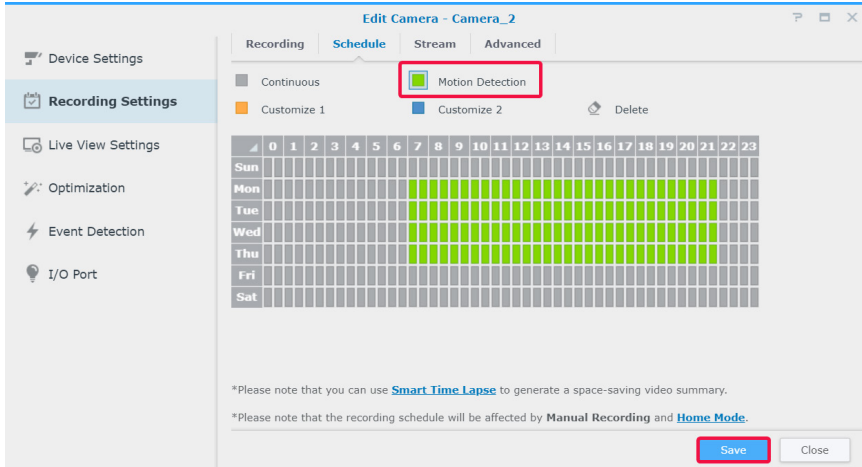 Edit Camera - Camera_2
Device Settings
Recording Settings
Live View Settings
Optimization
Event Detection
I/O Port
Recording Schedule Stream Advanced
Continuous Motion Detection
Customize 1 Customize 2 Delete
0 1 2 3 4 5 6 7 8 9 10 11 12 13 14 15 16 17 18 19 20 21 22 23
Sun
Mon
Tue
Wed
Thu
Fri
Sat
*Please note that you can use Smart Time Lapse to generate a space-saving video summary.
*Please note that the recording schedule will be affected by Manual Recording and Home Mode.
Save Close